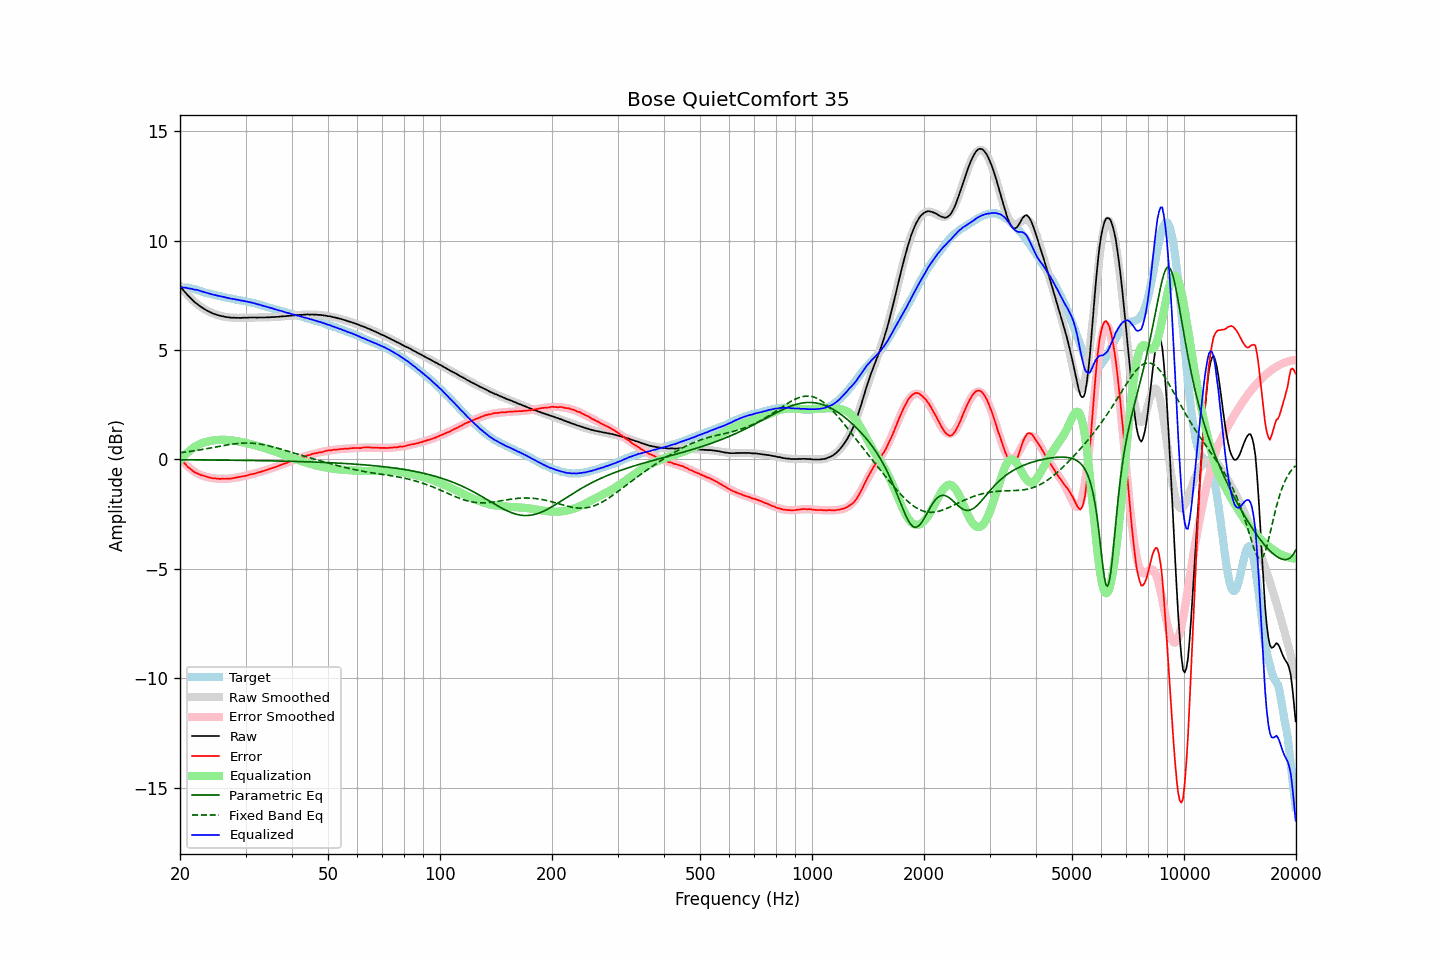 Bose QuietComfort 35
Amplitude (dBr)
15
10
5
0
−5
−10
−15
Target
Raw Smoothed
Error Smoothed
Raw
Error
Equalization
Parametric Eq
Fixed Band Eq
Equalized
20
50
100
200
500
1000
2000
5000
10000
20000
Frequency (Hz)